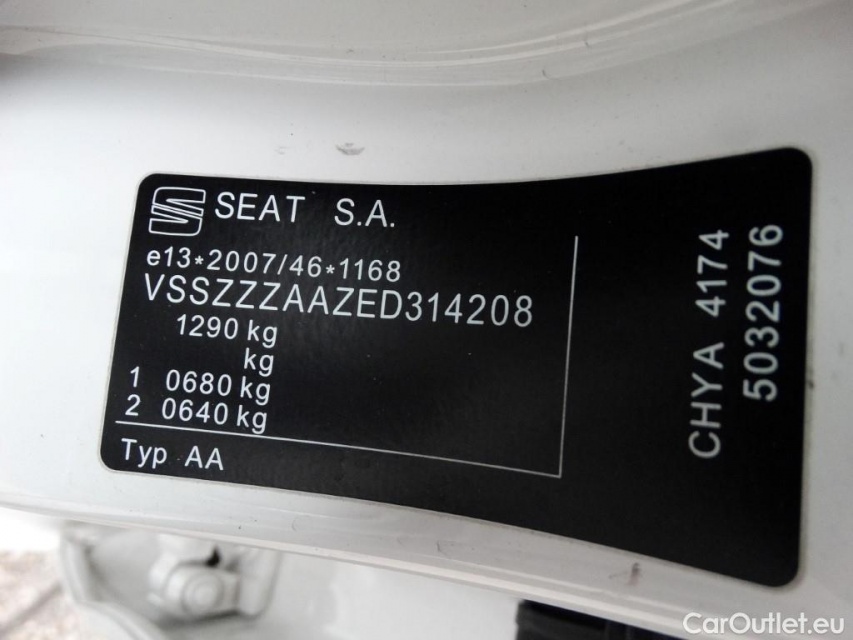 SEAT S.A.
e13*2007/46*1168
VSSZZZAAZED314208
1290 kg
kg
1 0680 kg
2 0640 kg
Typ AA
CHYA 4174
5032076
CarOutlet.eu